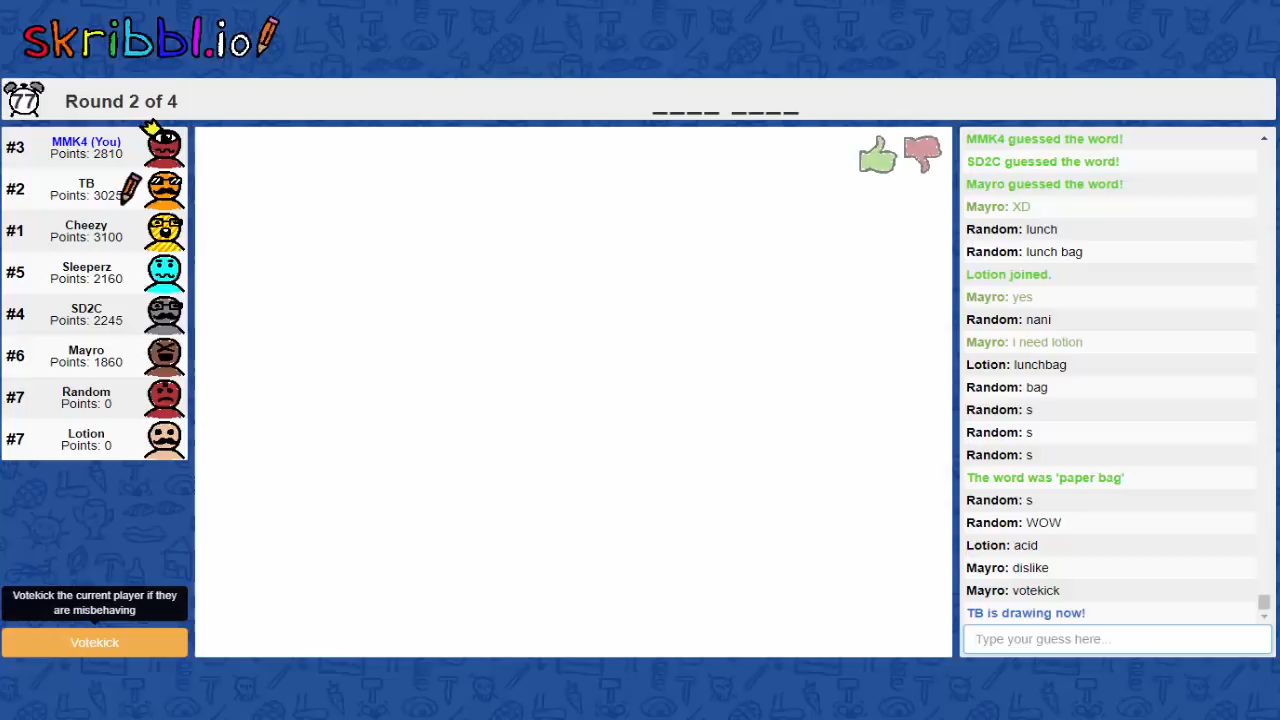 skribbl.io
77
Round 2 of 4
____ ____
#3
MMK4 (You)
Points: 2810
#2
TB
Points: 3025
#1
Cheezy
Points: 3100
#5
Sleeperz
Points: 2160
#4
SD2C
Points: 2245
#6
Mayro
Points: 1860
#7
Random
Points: 0
#7
Lotion
Points: 0
Votekick the current player if they
are misbehaving
Votekick
MMK4 guessed the word!
SD2C guessed the word!
Mayro guessed the word!
Mayro: XD
Random: lunch
Random: lunch bag
Lotion joined.
Mayro: yes
Random: nani
Mayro: i need lotion
Lotion: lunchbag
Random: bag
Random: s
Random: s
Random: s
The word was 'paper bag'
Random: s
Random: WOW
Lotion: acid
Mayro: dislike
Mayro: votekick
TB is drawing now!
Type your guess here...